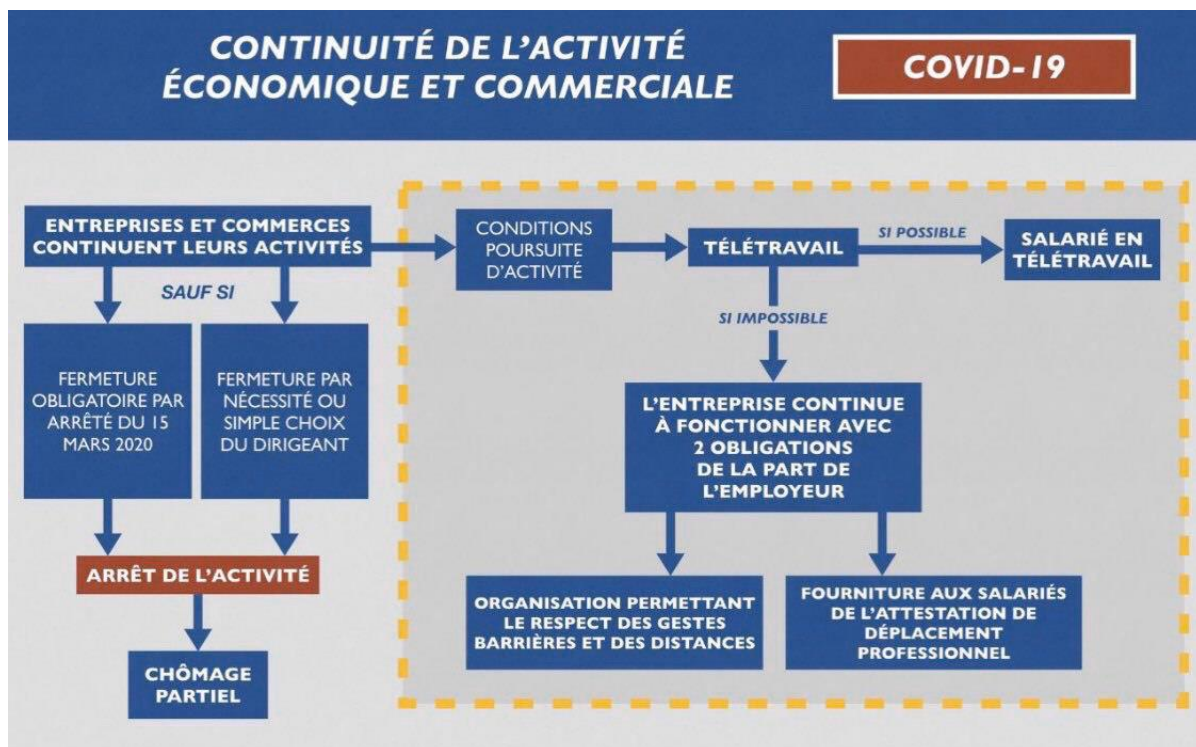 CONTINUITÉ DE L'ACTIVITÉ
ÉCONOMIQUE ET COMMERCIALE
COVID-19
ENTREPRISES ET COMMERCES
CONTINUENT LEURS ACTIVITÉS
SAUF SI
FERMETURE
OBLIGATOIRE PAR
ARRÊTÉ DU 15
MARS 2020
FERMETURE PAR
NÉCESSITÉ OU
SIMPLE CHOIX
DU DIRIGEANT
ARRÊT DE L'ACTIVITÉ
CHÔMAGE
PARTIEL
CONDITIONS
POURSUITE
D'ACTIVITÉ
TÉLÉTRAVAIL
SI POSSIBLE
SALARIÉ EN
TÉLÉTRAVAIL
SI IMPOSSIBLE
L'ENTREPRISE CONTINUE
À FONCTIONNER AVEC
2 OBLIGATIONS
DE LA PART DE
L'EMPLOYEUR
ORGANISATION PERMETTANT
LE RESPECT DES GESTES
BARRIÈRES ET DES DISTANCES
FOURNITURE AUX SALARIÉS
DE L'ATTESTATION DE
DÉPLACEMENT
PROFESSIONNEL